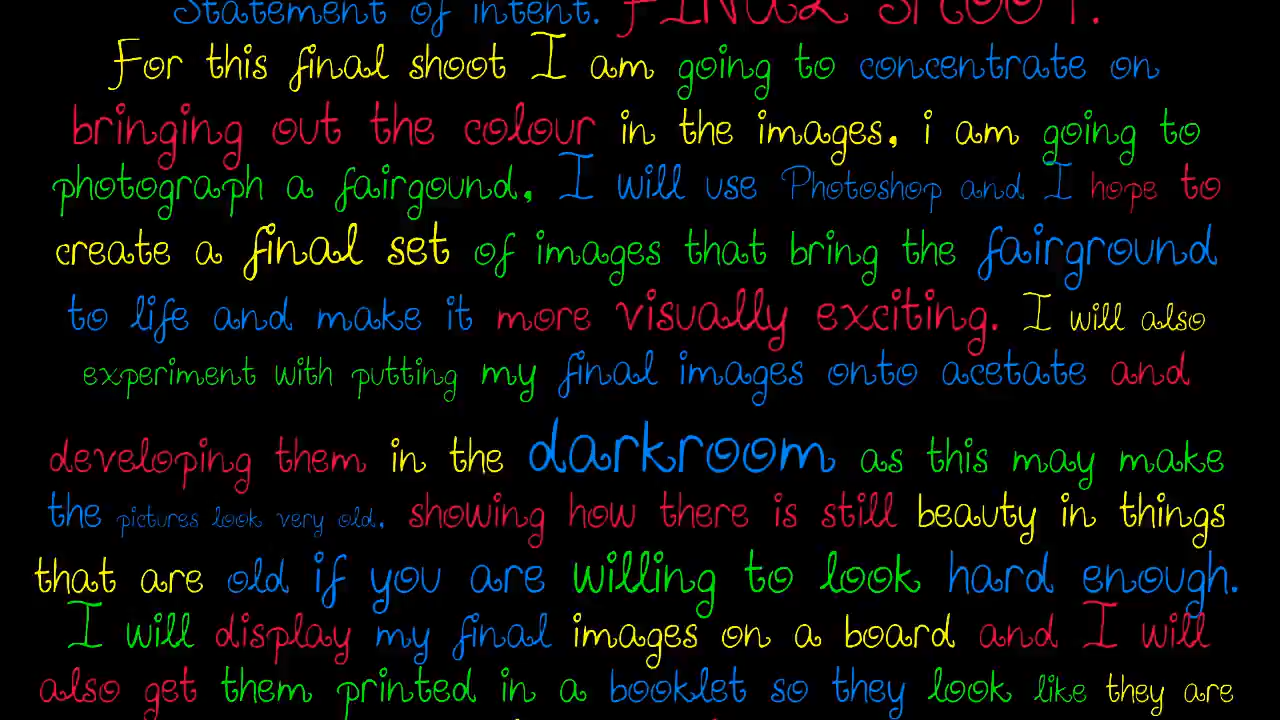 Statement of intent. FINAL SHOOT.
For this final shoot I am going to concentrate on
bringing out the colour in the images, i am going to
photograph a fairgound, I will use Photoshop and I hope to
create a final set of images that bring the fairground
to life and make it more visually exciting. I will also
experiment with putting my final images onto acetate and
developing them in the darkroom as this may make
the pictures look very old, showing how there is still beauty in things
that are old if you are willing to look hard enough.
I will display my final images on a board and I will
also get them printed in a booklet so they look like they are